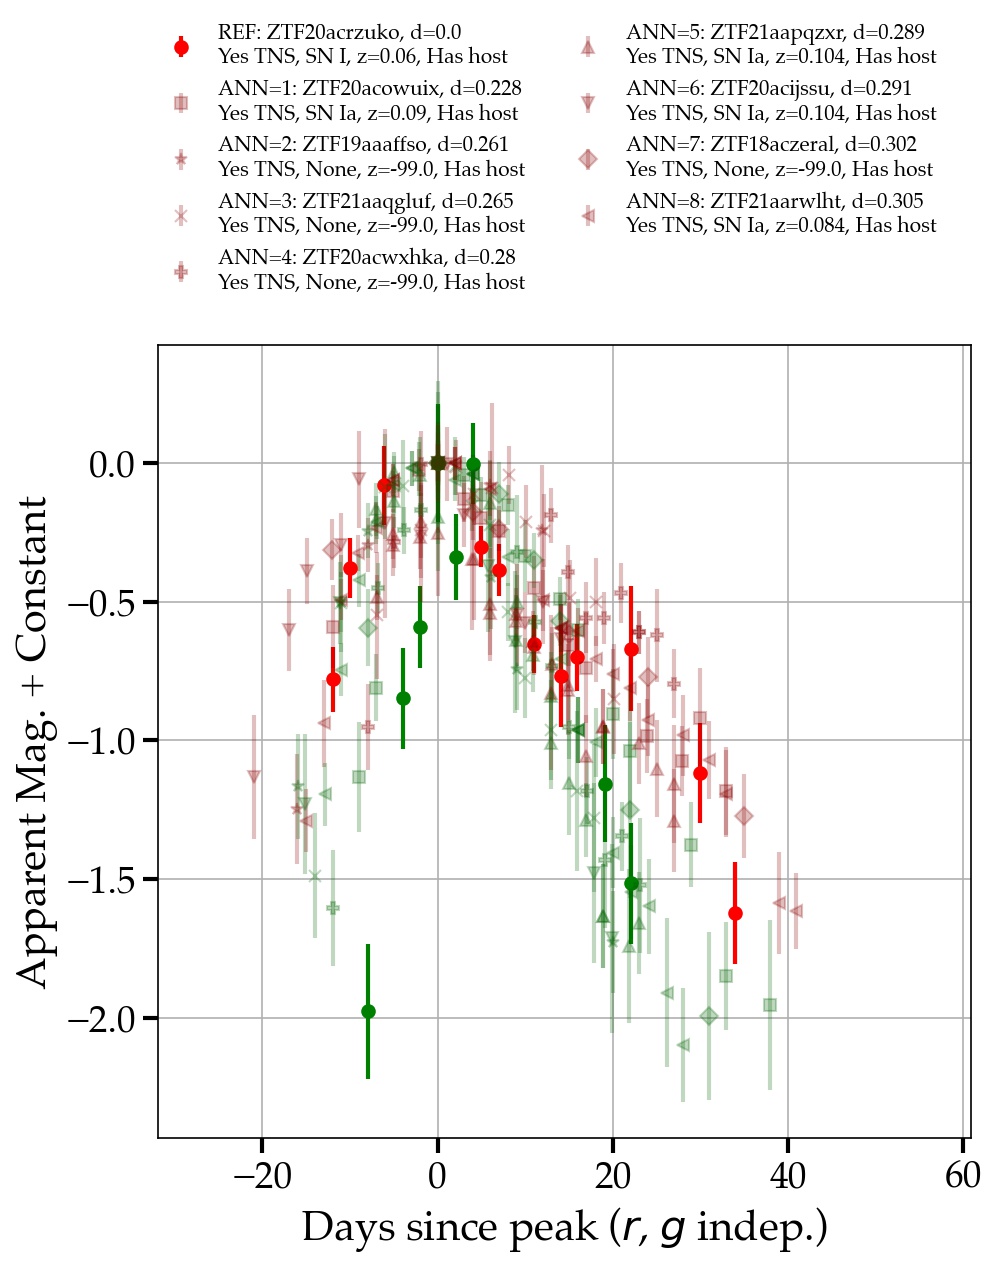 REF: ZTF20acrzuko, d=0.0
Yes TNS, SN I, z=0.06, Has host
ANN=1: ZTF20acowuix, d=0.228
Yes TNS, SN Ia, z=0.09, Has host
ANN=2: ZTF19aaaffso, d=0.261
Yes TNS, None, z=-99.0, Has host
ANN=3: ZTF21aaqgluf, d=0.265
Yes TNS, None, z=-99.0, Has host
ANN=4: ZTF20acwxhka, d=0.28
Yes TNS, None, z=-99.0, Has host
ANN=5: ZTF21aapqzxr, d=0.289
Yes TNS, SN Ia, z=0.104, Has host
ANN=6: ZTF20acijssu, d=0.291
Yes TNS, SN Ia, z=0.104, Has host
ANN=7: ZTF18aczeral, d=0.302
Yes TNS, None, z=-99.0, Has host
ANN=8: ZTF21aarwlht, d=0.305
Yes TNS, SN Ia, z=0.084, Has host
Apparent Mag. + Constant
0.0
−0.5
−1.0
−1.5
−2.0
−20 0 20 40 60
Days since peak (r, g indep.)